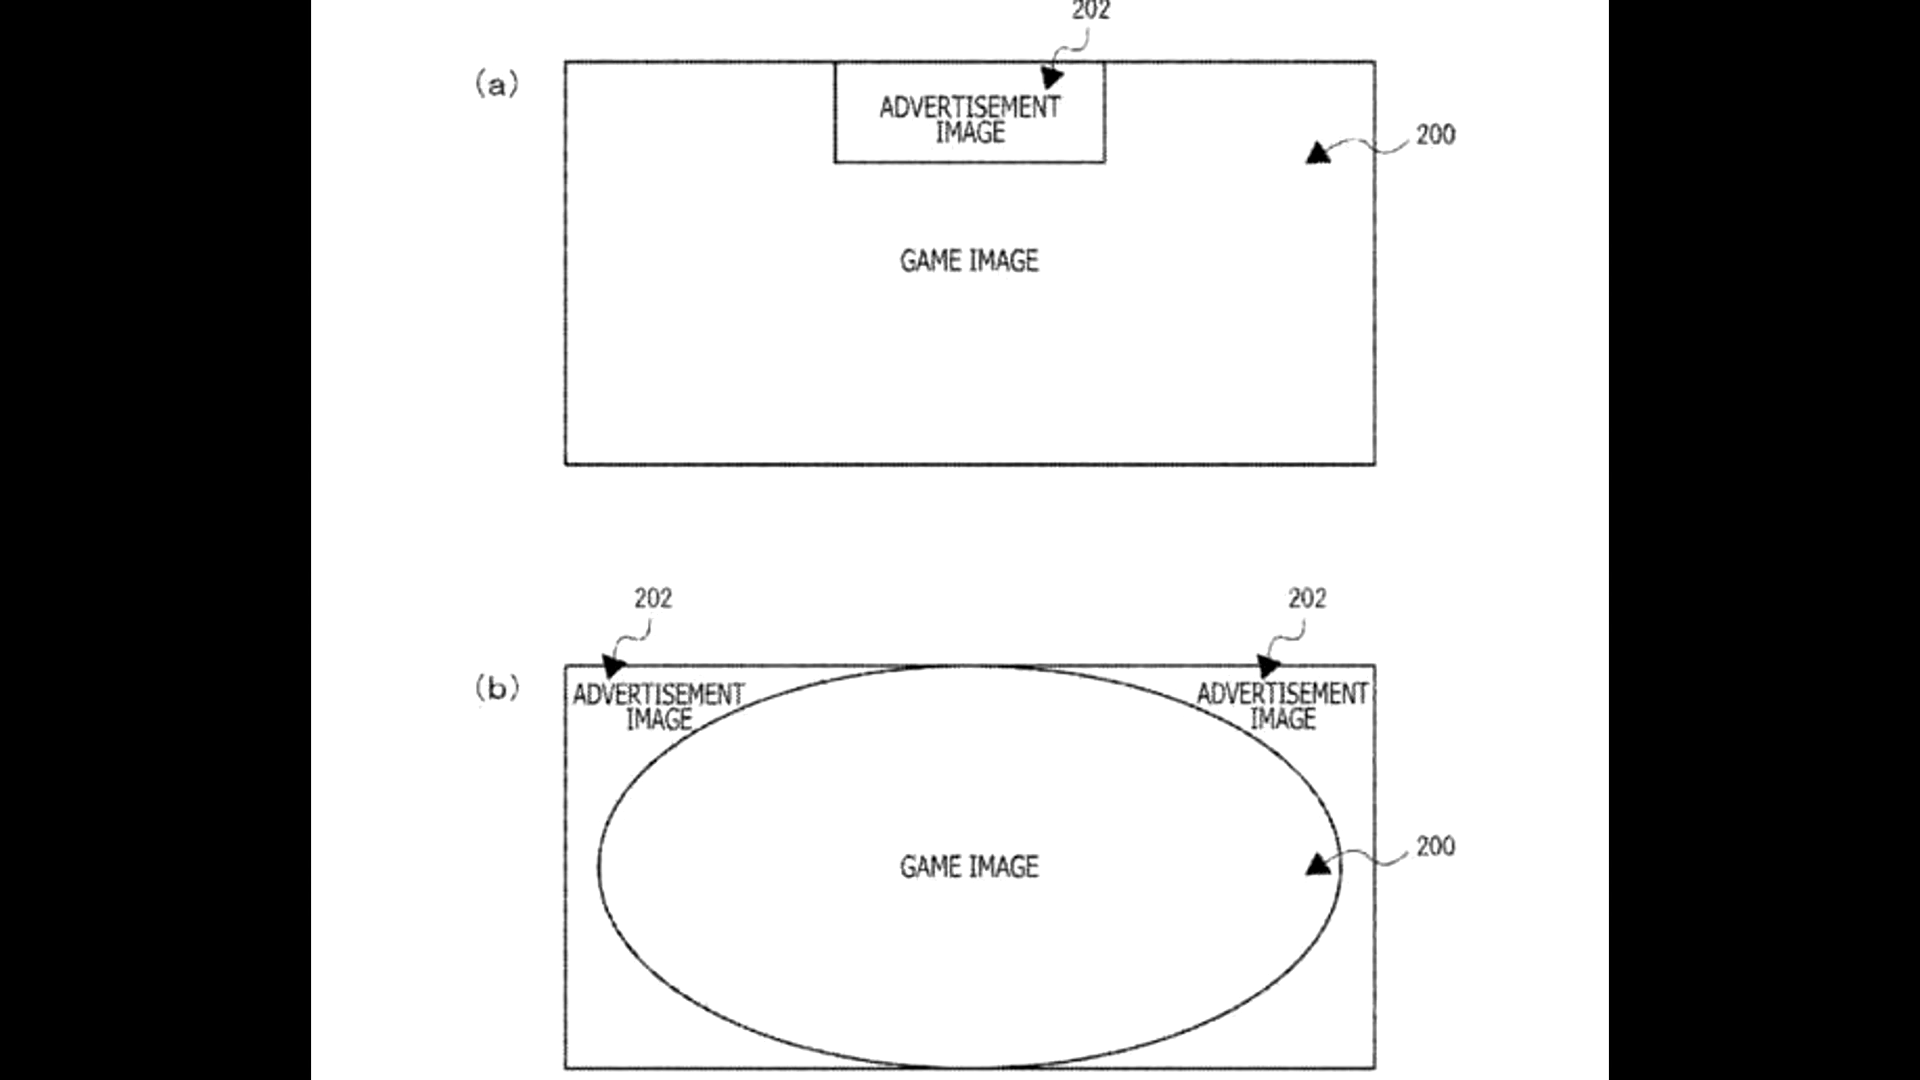 202
(a)
ADVERTISEMENT
IMAGE
200
GAME IMAGE
202
202
(b)
ADVERTISEMENT
IMAGE
ADVERTISEMENT
IMAGE
GAME IMAGE
200